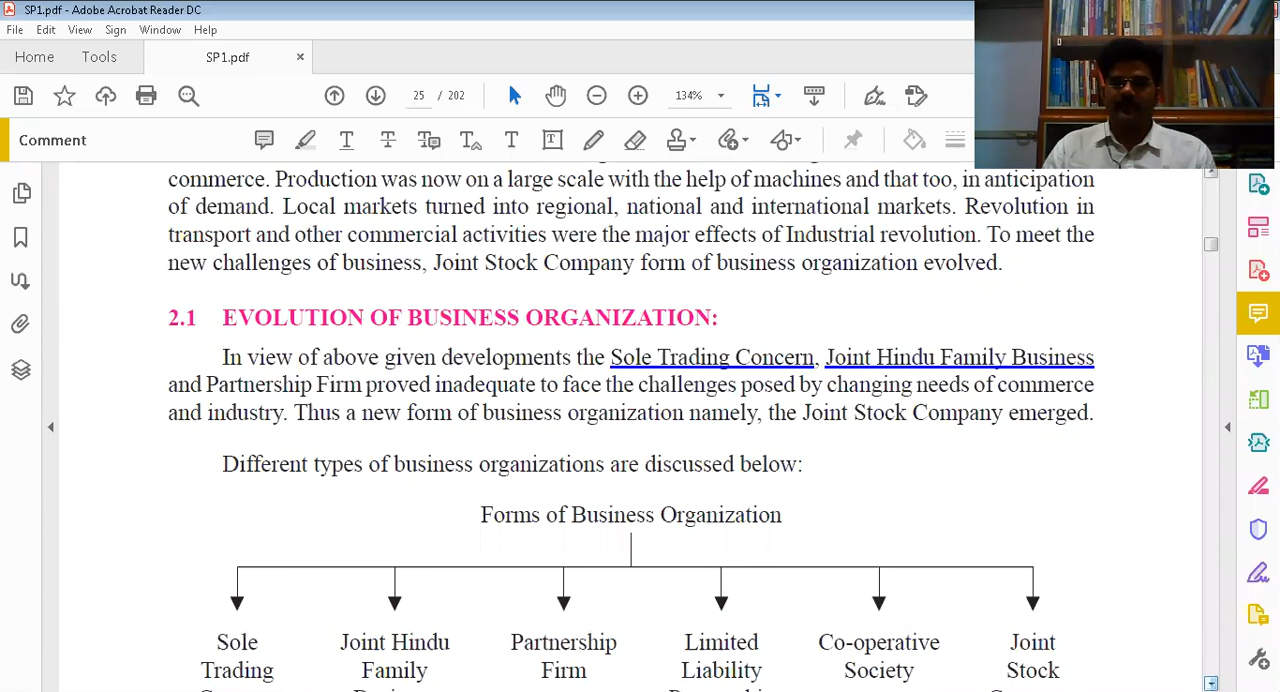 SP1.pdf - Adobe Acrobat Reader DC
File Edit View Sign Window Help
Home Tools SP1.pdf ×
25 / 202 134%
Comment
commerce. Production was now on a large scale with the help of machines and that too, in anticipation
of demand. Local markets turned into regional, national and international markets. Revolution in
transport and other commercial activities were the major effects of Industrial revolution. To meet the
new challenges of business, Joint Stock Company form of business organization evolved.
2.1 EVOLUTION OF BUSINESS ORGANIZATION:
In view of above given developments the Sole Trading Concern, Joint Hindu Family Business
and Partnership Firm proved inadequate to face the challenges posed by changing needs of commerce
and industry. Thus a new form of business organization namely, the Joint Stock Company emerged.
Different types of business organizations are discussed below:
Forms of Business Organization
Sole Joint Hindu Partnership Limited Co-operative Joint
Trading Family Firm Liability Society Stock